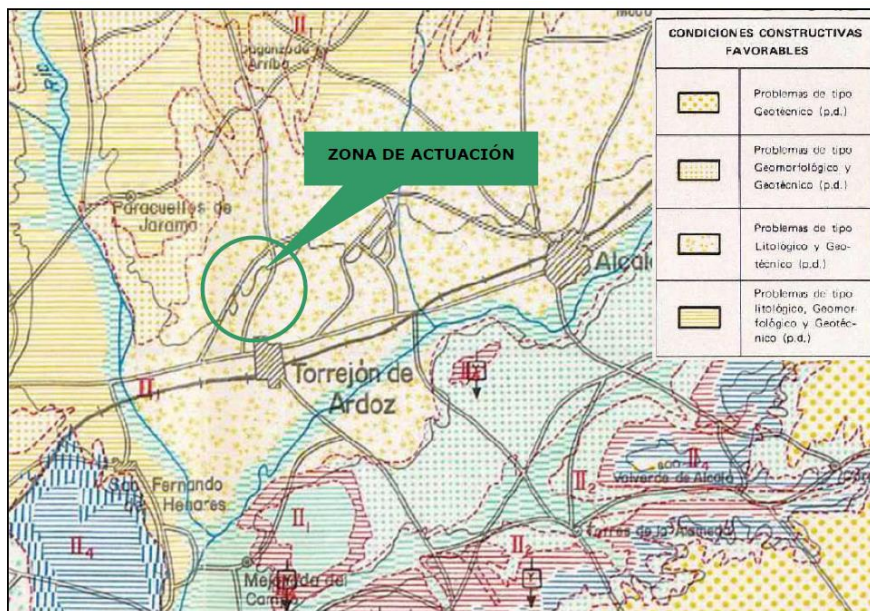 CONDICIONES CONSTRUCTIVAS
FAVORABLES
Problemas de tipo
Geotécnico (p.d.)
Problemas de tipo
Geomorfológico y
Geotécnico (p.d.)
Problemas de tipo
Litológico y Geo-
técnico (p.d.)
Problemas de tipo
litológico, Geomor-
fológico y Geotéc-
nico (p.d.)
II₁
Arriba
Río
ZONA DE ACTUACIÓN
Paracuellos de
Jarama
Alcalá
Torrejón de
Ardoz
II₁
San Fernando
de Henares
II₄
II₁
II₂
II₂
II₄
600
Valverde de Alcalá
Torres de la Alameda
Mejorada del
Campo